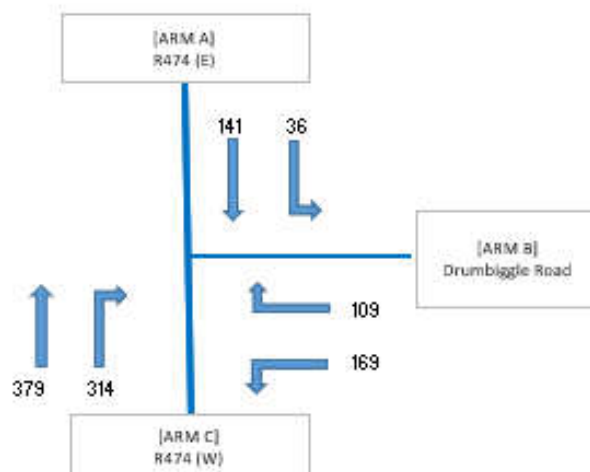 [ARM A]
R474 (E)
141 36
[ARM B]
Drumbiggle Road
109
169
379 314
[ARM C]
R474 (W)